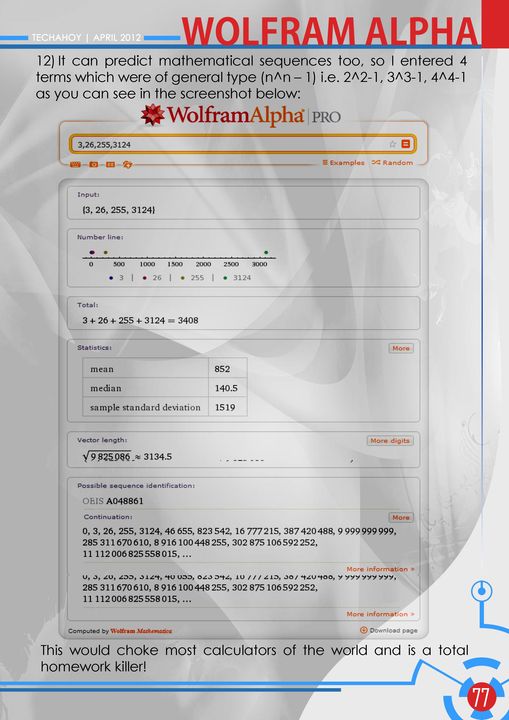 TECHAHOY | APRIL 2012
WOLFRAM ALPHA
12) It can predict mathematical sequences too, so I entered 4
terms which were of general type (n^n – 1) i.e. 2^2-1, 3^3-1, 4^4-1
as you can see in the screenshot below:
WolframAlpha PRO
3,26,255,3124
Examples Random
Input:
{3, 26, 255, 3124}
Number line:
0 500 1000 1500 2000 2500 3000
3 | 26 | 255 | 3124
Total:
3 + 26 + 255 + 3124 = 3408
Statistics:
More
mean 852
median 140.5
sample standard deviation 1519
Vector length:
More digits
√9 825 086 ≈ 3134.5
Possible sequence identification:
OEIS A048861
Continuation:
More
0, 3, 26, 255, 3124, 46 655, 823 542, 16 777 215, 387 420 488, 9 999 999 999,
285 311 670 610, 8 916 100 448 255, 302 875 106 592 252,
11 112 006 825 558 015, ...
More information »
0, 3, 26, 255, 3124, 46 655, 823 542, 16 777 215, 387 420 488, 9 999 999 999,
285 311 670 610, 8 916 100 448 255, 302 875 106 592 252,
11 112 006 825 558 015, ...
More information »
Computed by Wolfram Mathematica
Download page
This would choke most calculators of the world and is a total
homework killer!
77